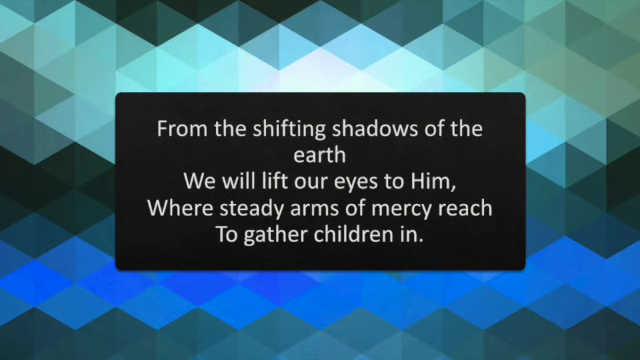 From the shifting shadows of the
earth
We will lift our eyes to Him,
Where steady arms of mercy reach
To gather children in.